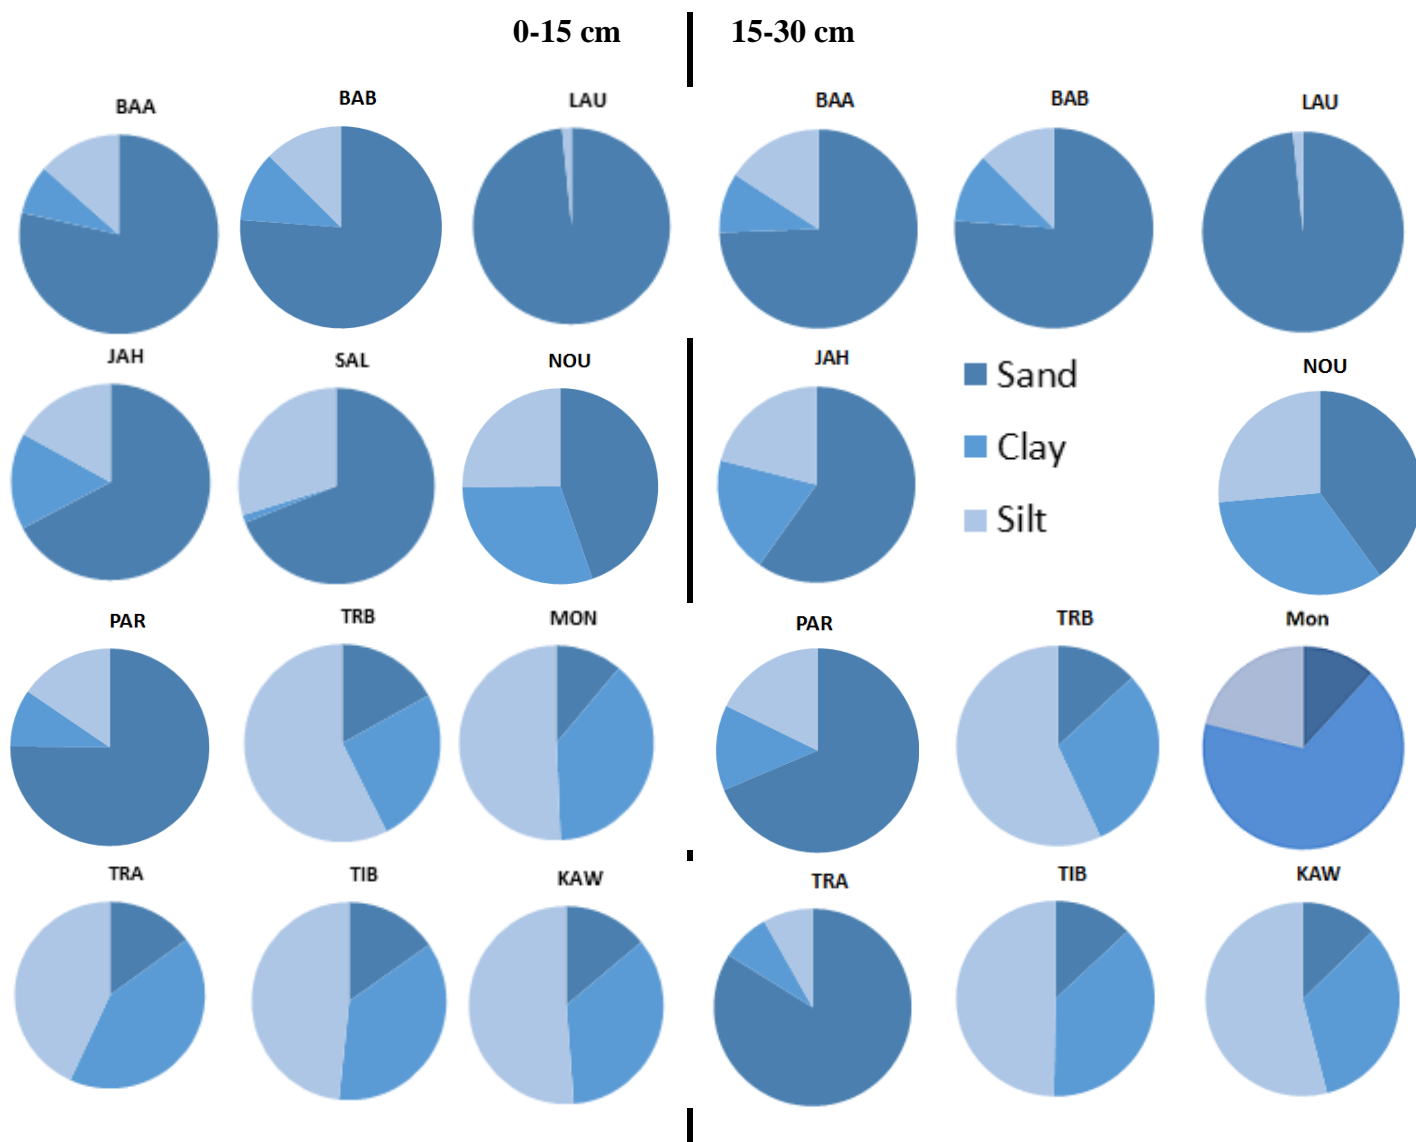 0-15 cm
15-30 cm
BAA
BAB
LAU
BAA
BAB
LAU
JAH
SAL
NOU
JAH
Sand
Clay
Silt
NOU
PAR
TRB
MON
PAR
TRB
Mon
TRA
TIB
KAW
TRA
TIB
KAW